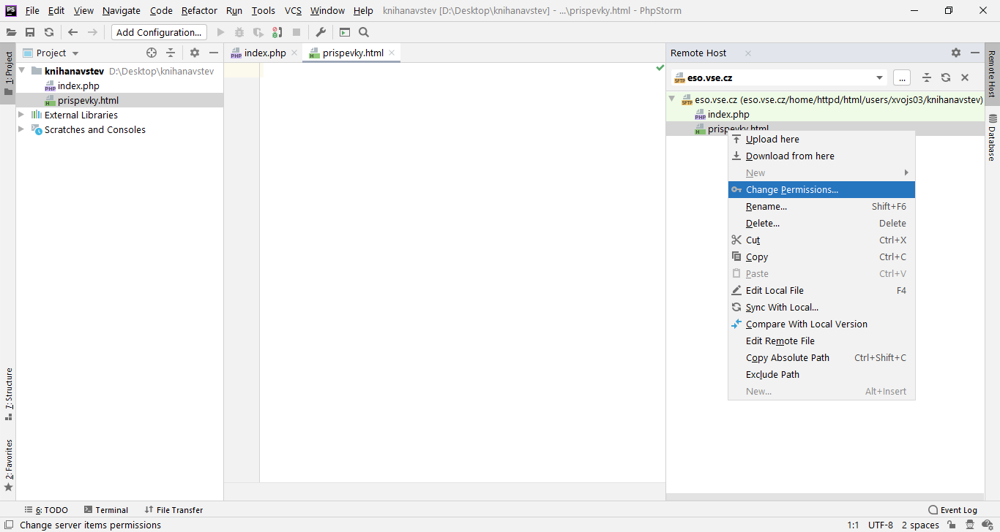 PS File Edit View Navigate Code Refactor Run Tools VCS Window Help knihanavstev [D:\Desktop\knihanavstev] - ...\prispevky.html - PhpStorm
Add Configuration...
1: Project
Project
knihanavstev D:\Desktop\knihanavstev
PHP index.php
H prispevky.html
External Libraries
Scratches and Consoles
7: Structure
2: Favorites
PHP index.php
H prispevky.html
Remote Host
SFTP eso.vse.cz ...
SFTP eso.vse.cz (eso.vse.cz/home/httpd/html/users/xvojs03/knihanavstev)
PHP index.php
H prispevky.html
Upload here
Download from here
New
Change Permissions...
Rename... Shift+F6
Delete... Delete
Cut Ctrl+X
Copy Ctrl+C
Paste Ctrl+V
Edit Local File F4
Sync With Local...
Compare With Local Version
Edit Remote File
Copy Absolute Path Ctrl+Shift+C
Exclude Path
New... Alt+Insert
Remote Host
Database
6: TODO Terminal File Transfer Event Log
Change server items permissions 1:1 UTF-8 2 spaces